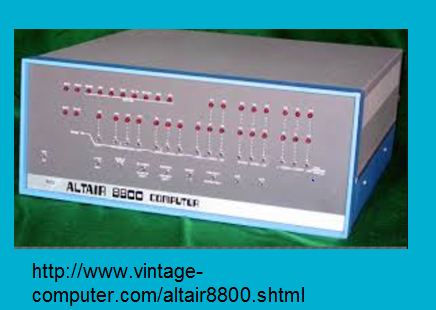 ALTAIR 8800 COMPUTER
http://www.vintage-
computer.com/altair8800.shtml